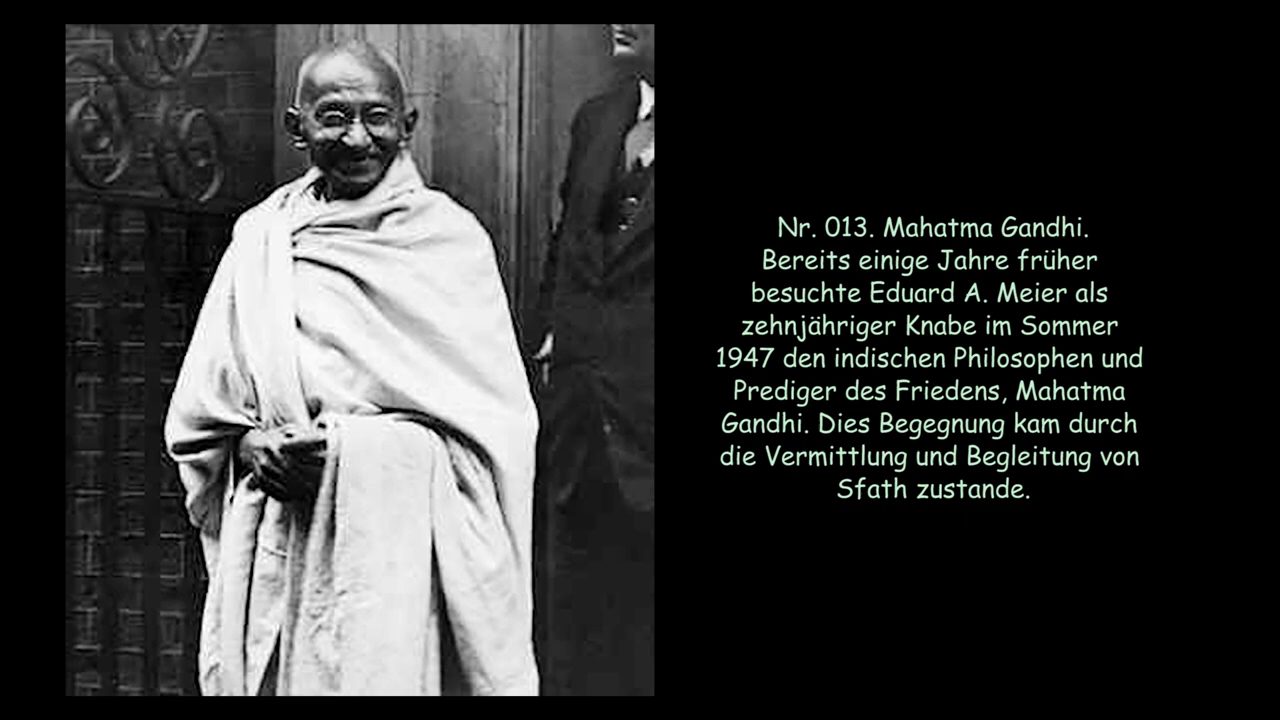 Nr. 013. Mahatma Gandhi.
Bereits einige Jahre früher
besuchte Eduard A. Meier als
zehnjähriger Knabe im Sommer
1947 den indischen Philosophen und
Prediger des Friedens, Mahatma
Gandhi. Dies Begegnung kam durch
die Vermittlung und Begleitung von
Sfath zustande.